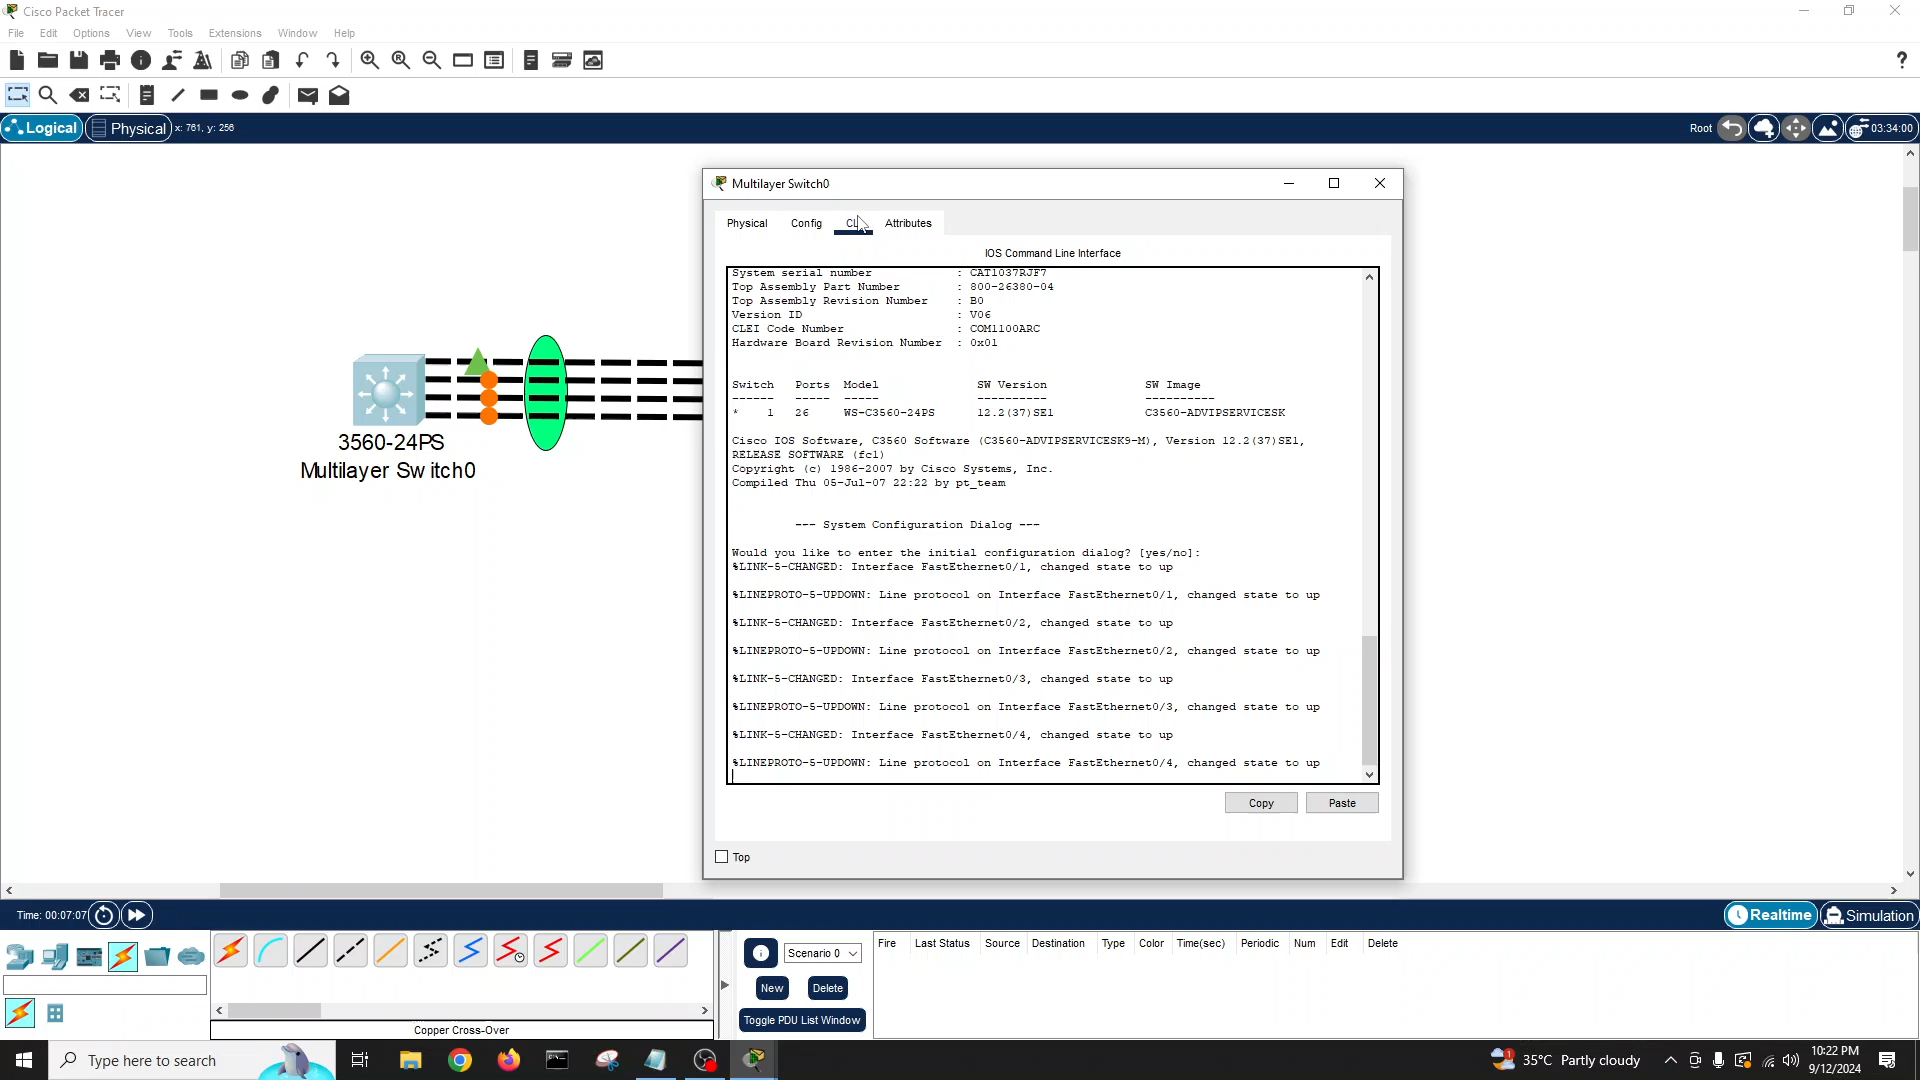 Cisco Packet Tracer
File Edit Options View Tools Extensions Window Help
Logical Physical x: 761, y: 256 Root 03:34:00
Multilayer Switch0
Physical Config CLI Attributes
IOS Command Line Interface
System serial number : CAT1037RJF7
Top Assembly Part Number : 800-26380-04
Top Assembly Revision Number : B0
Version ID : V06
CLEI Code Number : COM1100ARC
Hardware Board Revision Number : 0x01
Switch Ports Model SW Version SW Image
------ ----- ----- ---------- ----------
* 1 26 WS-C3560-24PS 12.2(37)SE1 C3560-ADVIPSERVICESK
Cisco IOS Software, C3560 Software (C3560-ADVIPSERVICESK9-M), Version 12.2(37)SE1,
RELEASE SOFTWARE (fc1)
Copyright (c) 1986-2007 by Cisco Systems, Inc.
Compiled Thu 05-Jul-07 22:22 by pt_team
--- System Configuration Dialog ---
Would you like to enter the initial configuration dialog? [yes/no]:
%LINK-5-CHANGED: Interface FastEthernet0/1, changed state to up
%LINEPROTO-5-UPDOWN: Line protocol on Interface FastEthernet0/1, changed state to up
%LINK-5-CHANGED: Interface FastEthernet0/2, changed state to up
%LINEPROTO-5-UPDOWN: Line protocol on Interface FastEthernet0/2, changed state to up
%LINK-5-CHANGED: Interface FastEthernet0/3, changed state to up
%LINEPROTO-5-UPDOWN: Line protocol on Interface FastEthernet0/3, changed state to up
%LINK-5-CHANGED: Interface FastEthernet0/4, changed state to up
%LINEPROTO-5-UPDOWN: Line protocol on Interface FastEthernet0/4, changed state to up
Copy Paste
Top
3560-24PS
Multilayer Switch0
Time: 00:07:07 Realtime Simulation
Scenario 0
New Delete
Toggle PDU List Window
Fire Last Status Source Destination Type Color Time(sec) Periodic Num Edit Delete
Copper Cross-Over
Type here to search
1 35°C Partly cloudy
10:22 PM
9/12/2024